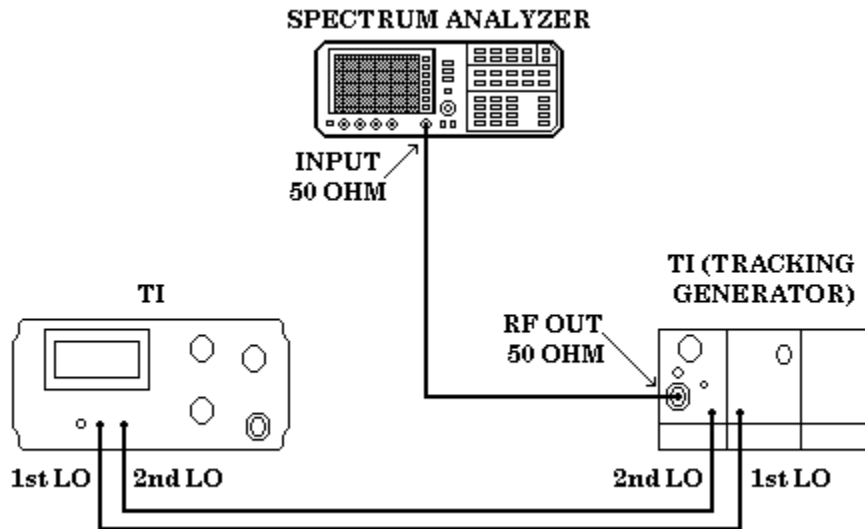 SPECTRUM ANALYZER
INPUT
50 OHM
TI
TI (TRACKING
GENERATOR)
RF OUT
50 OHM
1st LO
2nd LO
2nd LO
1st LO